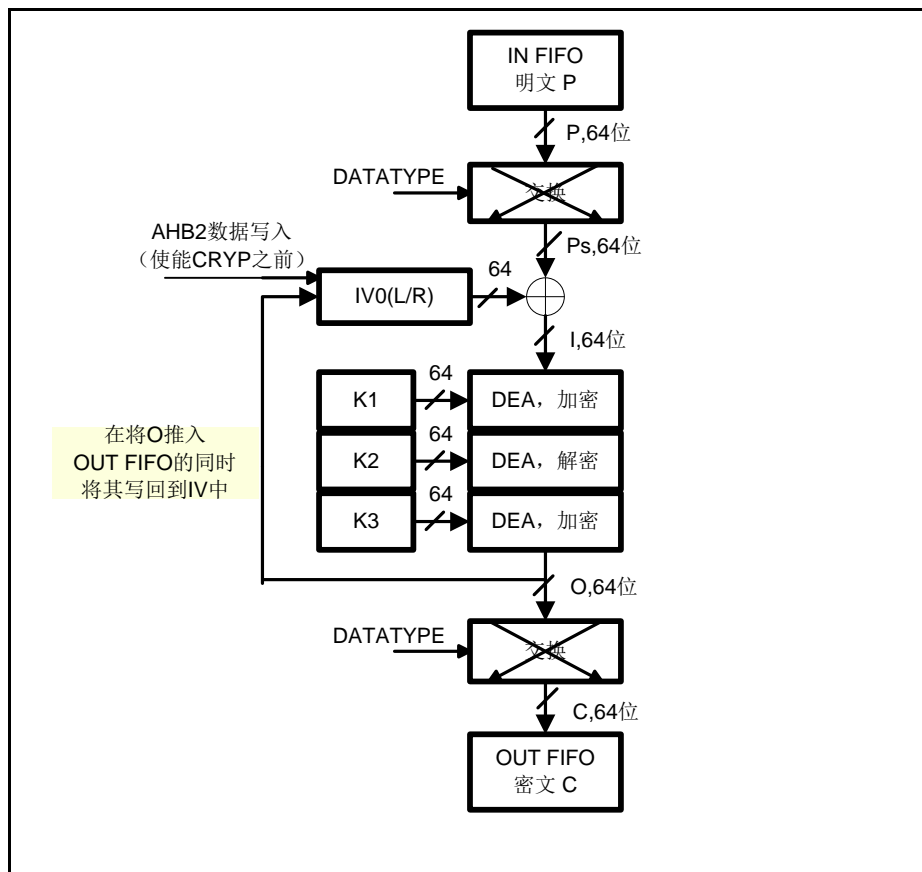 IN FIFO
明文 P
P,64位
DATATYPE
交换
Ps,64位
AHB2数据写入
（使能CRYP之前）
64
IV0(L/R)
I,64位
64
K1
DEA，加密
64
K2
DEA，解密
64
K3
DEA，加密
在将O推入
OUT FIFO的同时
将其写回到IV中
O,64位
DATATYPE
交换
C,64位
OUT FIFO
密文 C